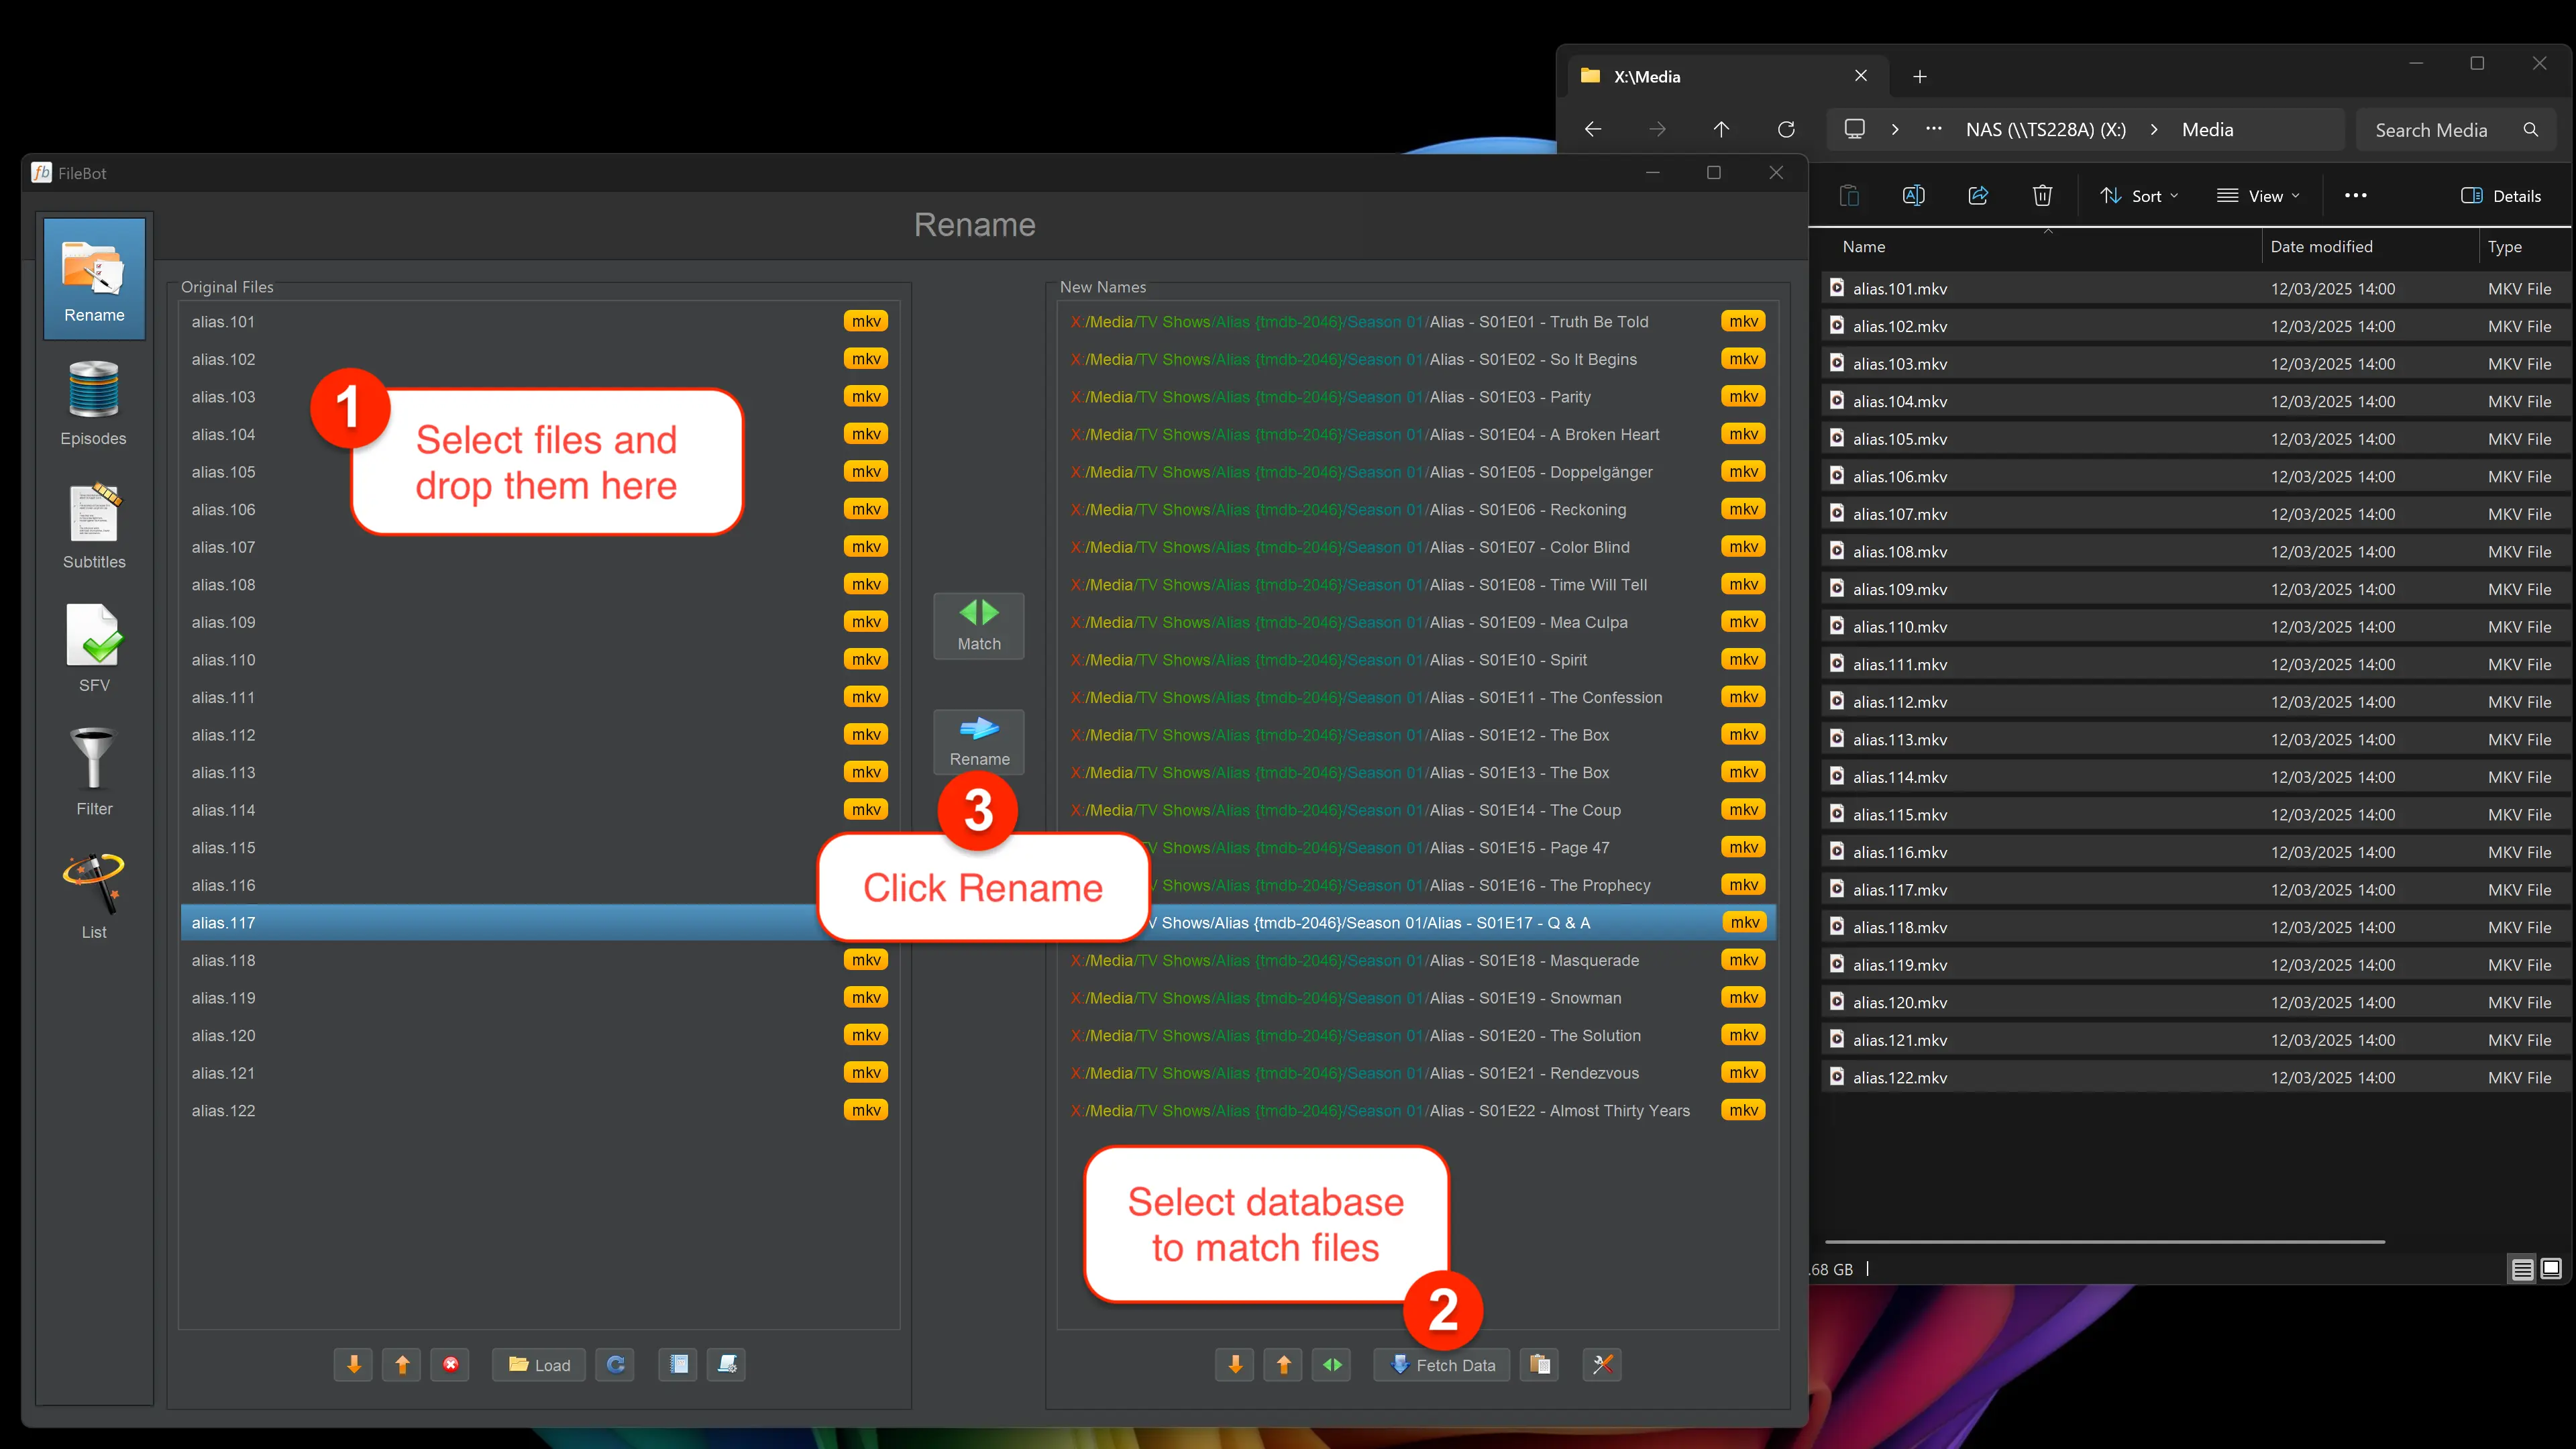 X:\Media
NAS (\\TS228A) (X:)
Media
Search Media
Sort
View
Details
Name
Date modified
Type
alias.101.mkv 12/03/2025 14:00 MKV File
alias.102.mkv 12/03/2025 14:00 MKV File
alias.103.mkv 12/03/2025 14:00 MKV File
alias.104.mkv 12/03/2025 14:00 MKV File
alias.105.mkv 12/03/2025 14:00 MKV File
alias.106.mkv 12/03/2025 14:00 MKV File
alias.107.mkv 12/03/2025 14:00 MKV File
alias.108.mkv 12/03/2025 14:00 MKV File
alias.109.mkv 12/03/2025 14:00 MKV File
alias.110.mkv 12/03/2025 14:00 MKV File
alias.111.mkv 12/03/2025 14:00 MKV File
alias.112.mkv 12/03/2025 14:00 MKV File
alias.113.mkv 12/03/2025 14:00 MKV File
alias.114.mkv 12/03/2025 14:00 MKV File
alias.115.mkv 12/03/2025 14:00 MKV File
alias.116.mkv 12/03/2025 14:00 MKV File
alias.117.mkv 12/03/2025 14:00 MKV File
alias.118.mkv 12/03/2025 14:00 MKV File
alias.119.mkv 12/03/2025 14:00 MKV File
alias.120.mkv 12/03/2025 14:00 MKV File
alias.121.mkv 12/03/2025 14:00 MKV File
alias.122.mkv 12/03/2025 14:00 MKV File
.68 GB
fb FileBot
Rename
Rename
Episodes
Subtitles
SFV
Filter
List
Original Files
alias.101 mkv
alias.102 mkv
alias.103 mkv
alias.104 mkv
alias.105 mkv
alias.106 mkv
alias.107 mkv
alias.108 mkv
alias.109 mkv
alias.110 mkv
alias.111 mkv
alias.112 mkv
alias.113 mkv
alias.114 mkv
alias.115
alias.116
alias.117
alias.118 mkv
alias.119 mkv
alias.120 mkv
alias.121 mkv
alias.122 mkv
1
Select files and
drop them here
Match
Rename
3
Click Rename
New Names
X:/Media/TV Shows/Alias {tmdb-2046}/Season 01/Alias - S01E01 - Truth Be Told mkv
X:/Media/TV Shows/Alias {tmdb-2046}/Season 01/Alias - S01E02 - So It Begins mkv
X:/Media/TV Shows/Alias {tmdb-2046}/Season 01/Alias - S01E03 - Parity mkv
X:/Media/TV Shows/Alias {tmdb-2046}/Season 01/Alias - S01E04 - A Broken Heart mkv
X:/Media/TV Shows/Alias {tmdb-2046}/Season 01/Alias - S01E05 - Doppelgänger mkv
X:/Media/TV Shows/Alias {tmdb-2046}/Season 01/Alias - S01E06 - Reckoning mkv
X:/Media/TV Shows/Alias {tmdb-2046}/Season 01/Alias - S01E07 - Color Blind mkv
X:/Media/TV Shows/Alias {tmdb-2046}/Season 01/Alias - S01E08 - Time Will Tell mkv
X:/Media/TV Shows/Alias {tmdb-2046}/Season 01/Alias - S01E09 - Mea Culpa mkv
X:/Media/TV Shows/Alias {tmdb-2046}/Season 01/Alias - S01E10 - Spirit mkv
X:/Media/TV Shows/Alias {tmdb-2046}/Season 01/Alias - S01E11 - The Confession mkv
X:/Media/TV Shows/Alias {tmdb-2046}/Season 01/Alias - S01E12 - The Box mkv
X:/Media/TV Shows/Alias {tmdb-2046}/Season 01/Alias - S01E13 - The Box mkv
X:/Media/TV Shows/Alias {tmdb-2046}/Season 01/Alias - S01E14 - The Coup mkv
V Shows/Alias {tmdb-2046}/Season 01/Alias - S01E15 - Page 47 mkv
V Shows/Alias {tmdb-2046}/Season 01/Alias - S01E16 - The Prophecy mkv
V Shows/Alias {tmdb-2046}/Season 01/Alias - S01E17 - Q & A mkv
X:/Media/TV Shows/Alias {tmdb-2046}/Season 01/Alias - S01E18 - Masquerade mkv
X:/Media/TV Shows/Alias {tmdb-2046}/Season 01/Alias - S01E19 - Snowman mkv
X:/Media/TV Shows/Alias {tmdb-2046}/Season 01/Alias - S01E20 - The Solution mkv
X:/Media/TV Shows/Alias {tmdb-2046}/Season 01/Alias - S01E21 - Rendezvous mkv
X:/Media/TV Shows/Alias {tmdb-2046}/Season 01/Alias - S01E22 - Almost Thirty Years mkv
Select database
to match files
2
Load
Fetch Data